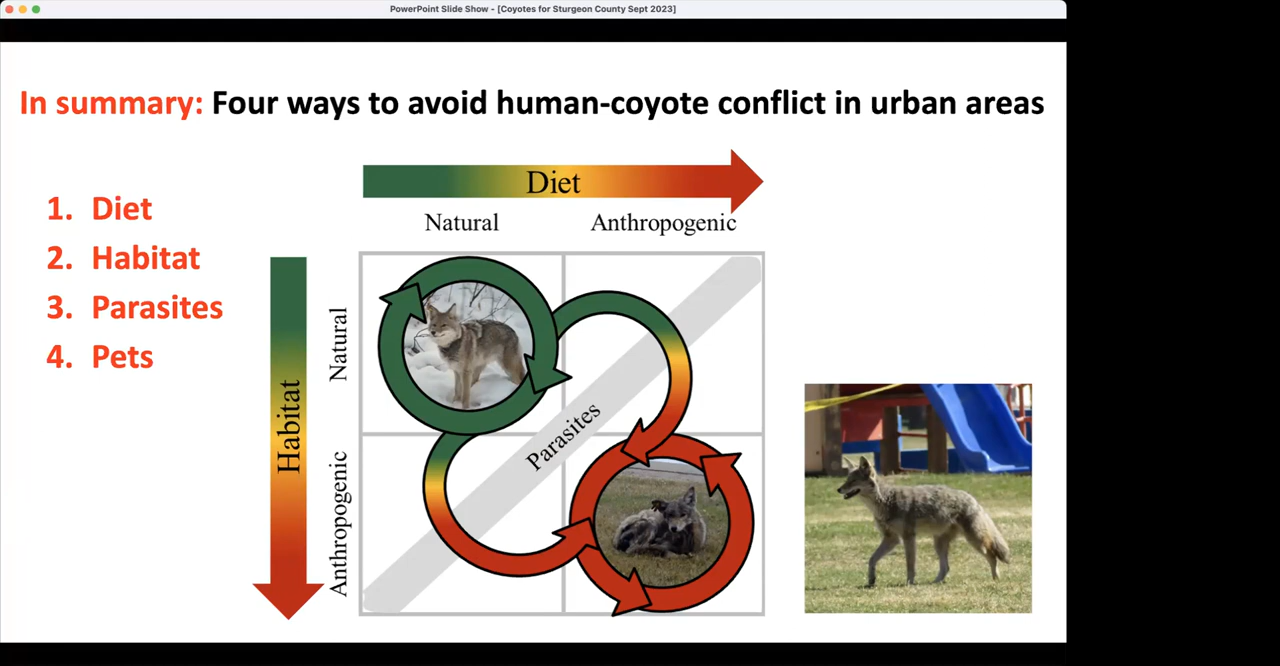 PowerPoint Slide Show - [Coyotes for Sturgeon County Sept 2023]
In summary: Four ways to avoid human-coyote conflict in urban areas
1. Diet
2. Habitat
3. Parasites
4. Pets
Diet
Natural
Anthropogenic
Habitat
Natural
Anthropogenic
Parasites